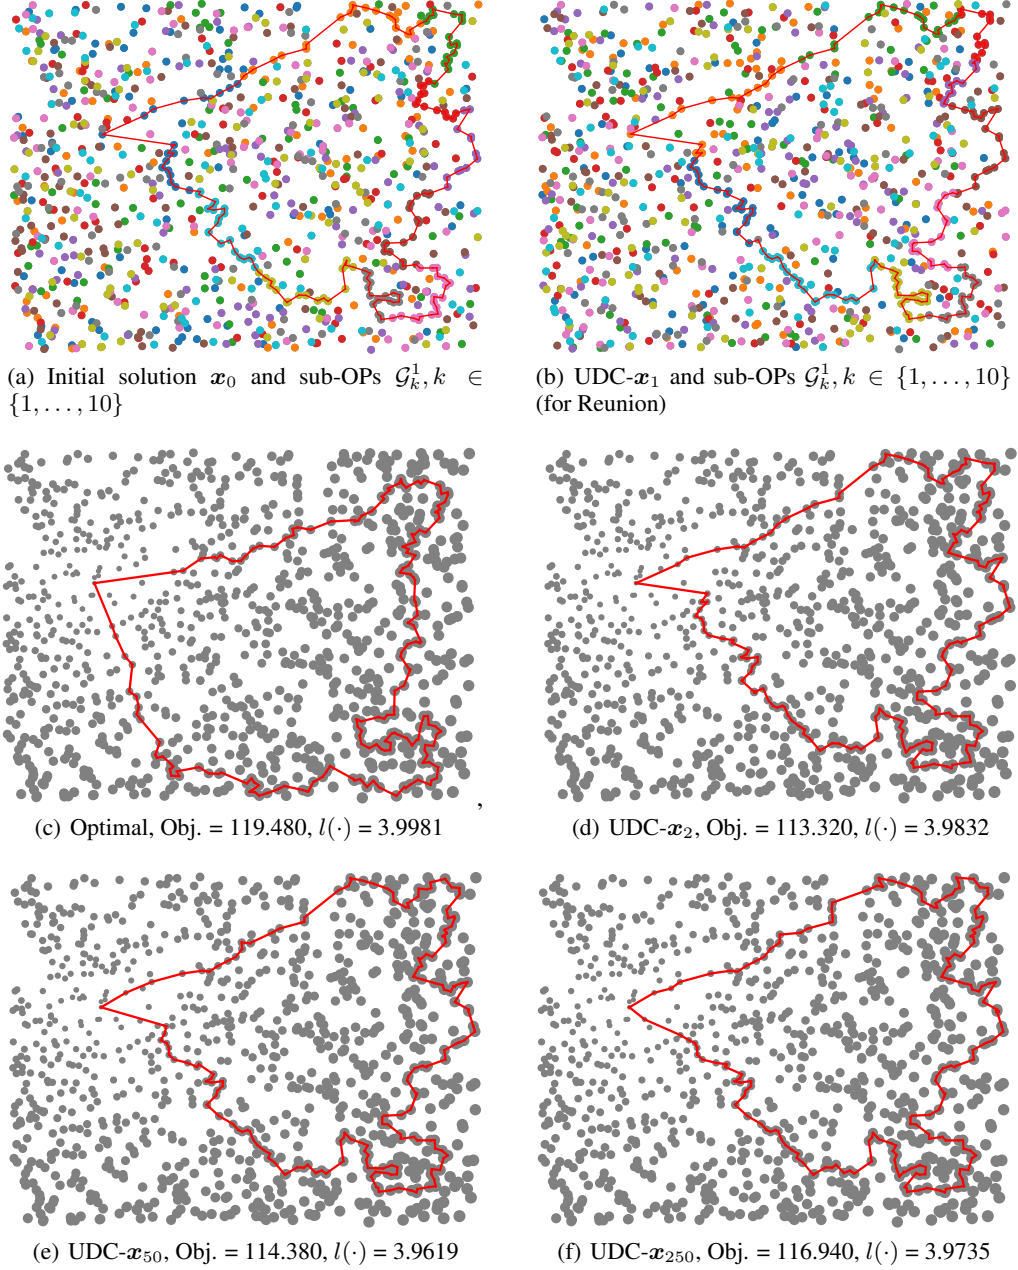 (a) Initial solution x₀ and sub-OPs 𝒢ₖ¹, k ∈
{1, . . . , 10}
(b) UDC-x₁ and sub-OPs 𝒢ₖ¹, k ∈ {1, . . . , 10}
(for Reunion)
,
(c) Optimal, Obj. = 119.480, l(·) = 3.9981
(d) UDC-x₂, Obj. = 113.320, l(·) = 3.9832
(e) UDC-x₅₀, Obj. = 114.380, l(·) = 3.9619
(f) UDC-x₂₅₀, Obj. = 116.940, l(·) = 3.9735